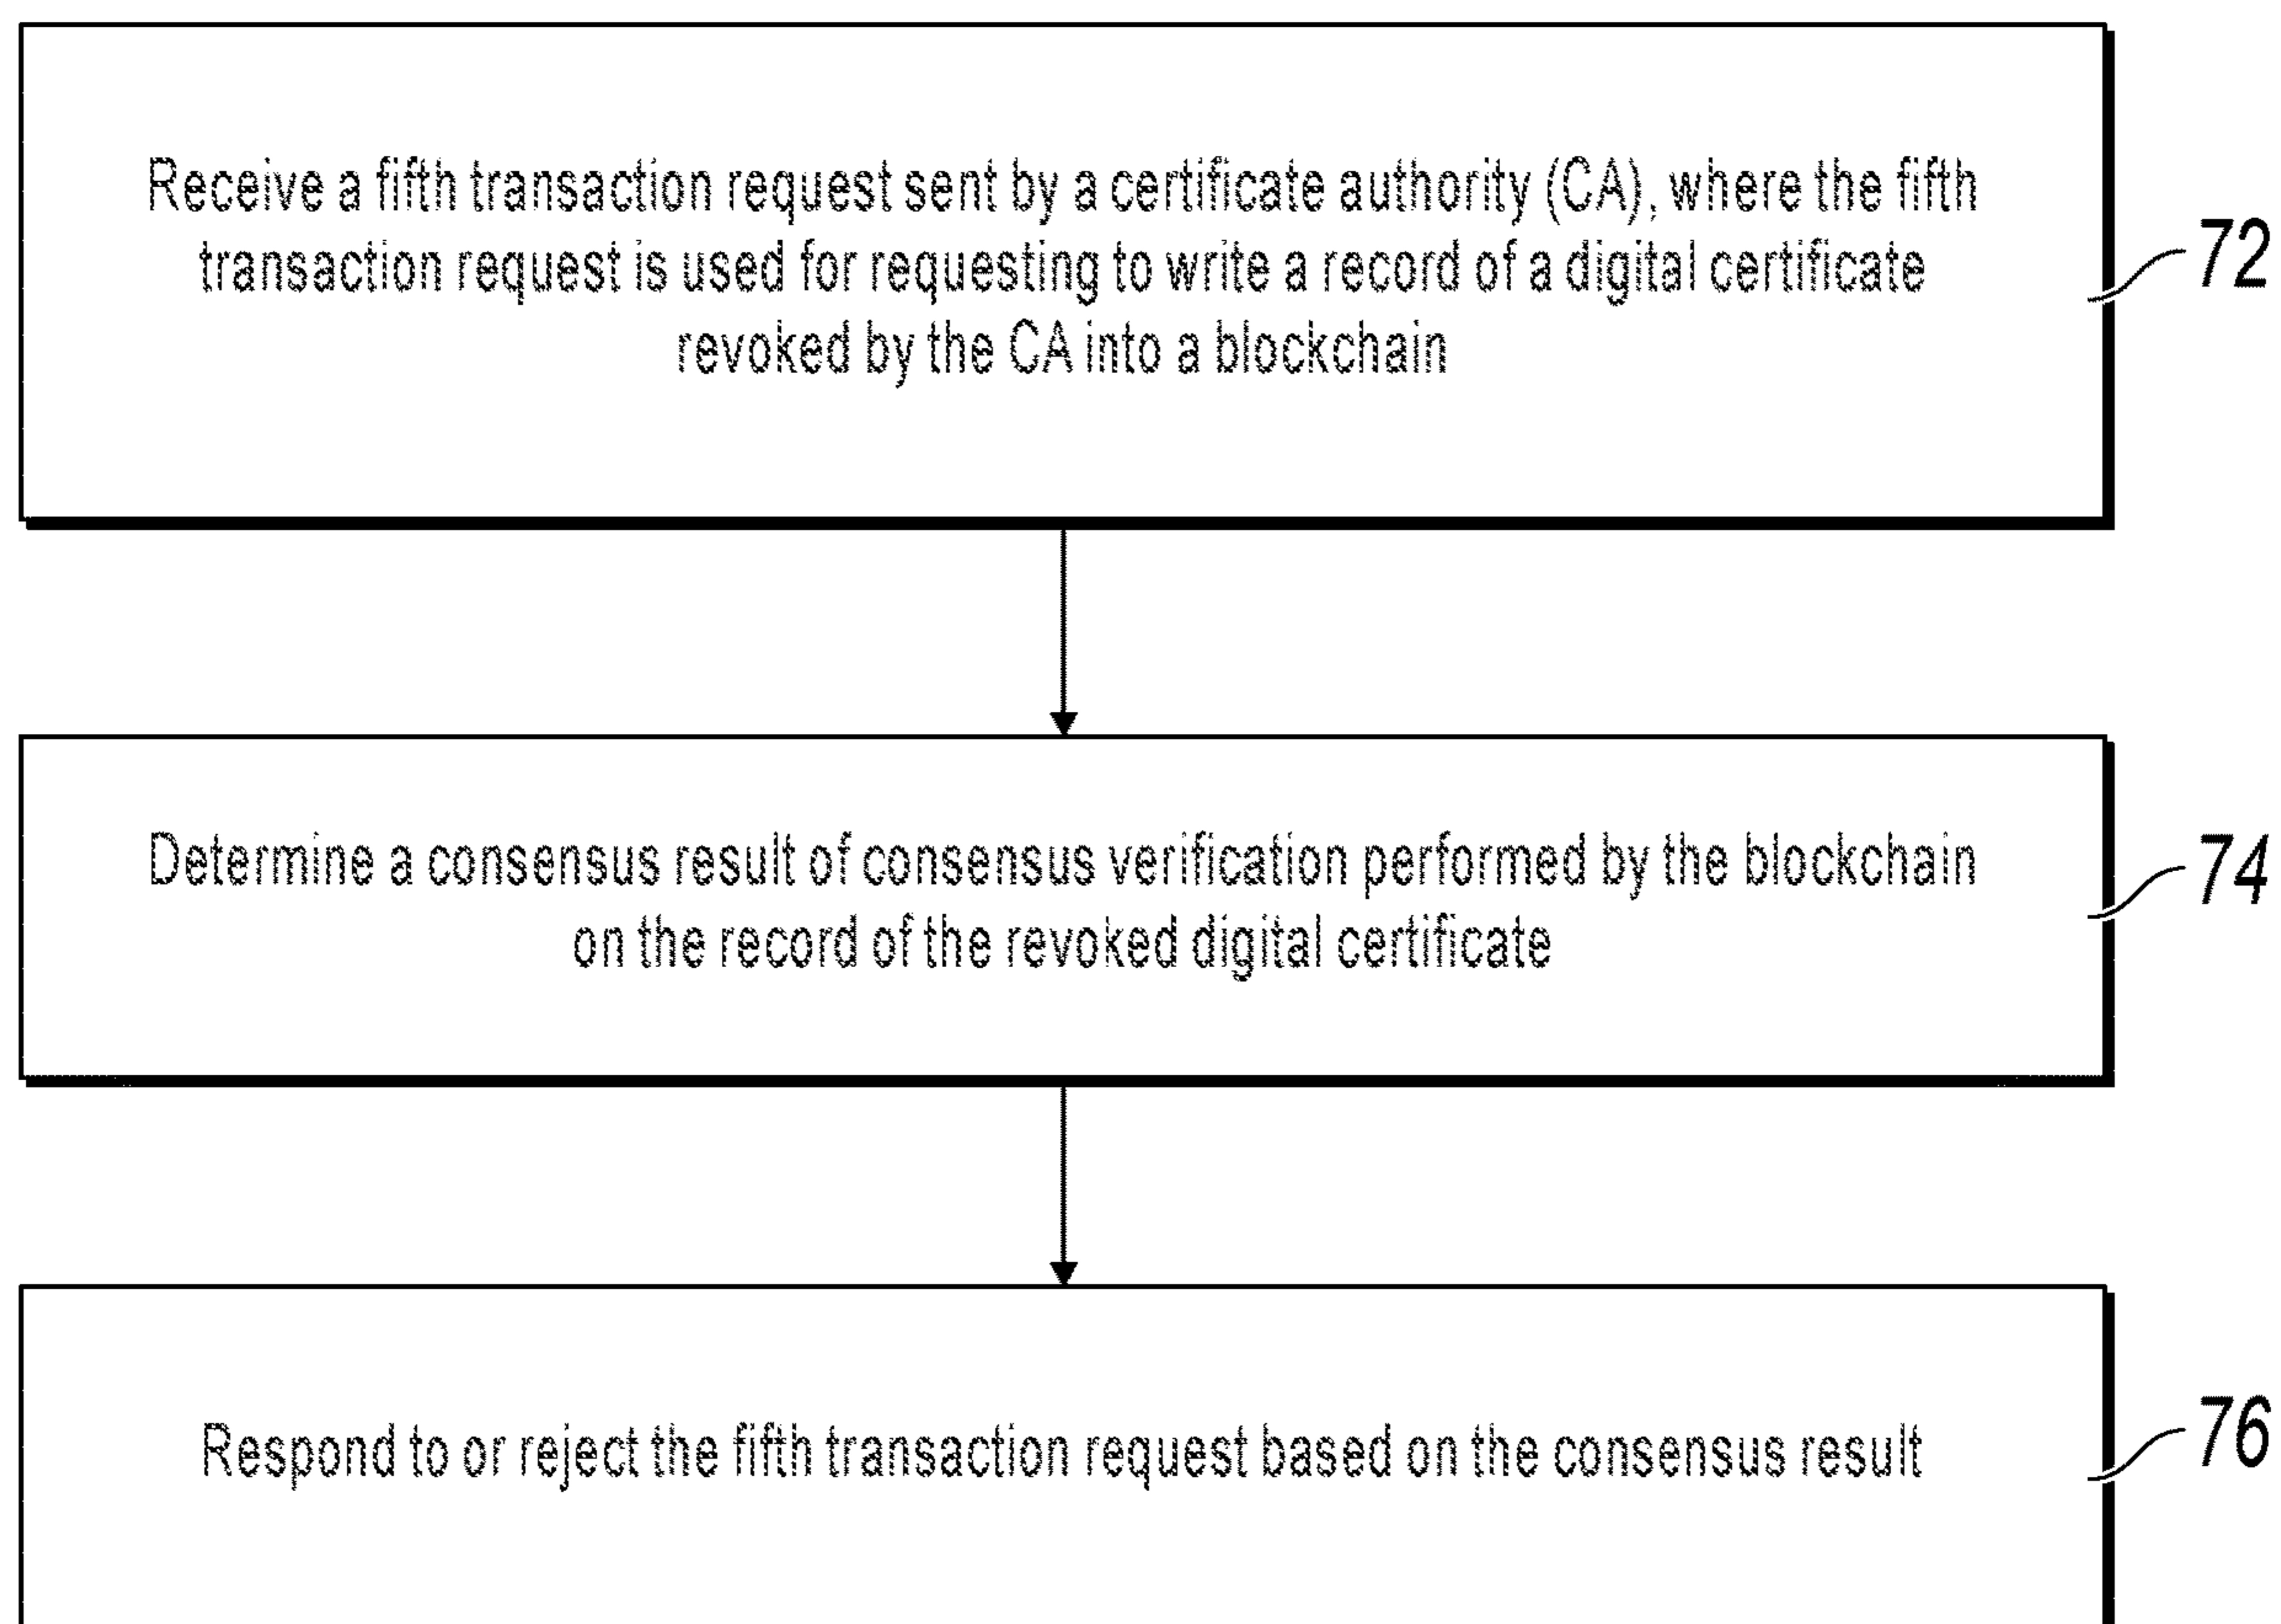 Receive a fifth transaction request sent by a certificate authority (CA), where the fifth
transaction request is used for requesting to write a record of a digital certificate
revoked by the CA into a blockchain
72
Determine a consensus result of consensus verification performed by the blockchain
on the record of the revoked digital certificate
74
Respond to or reject the fifth transaction request based on the consensus result
76